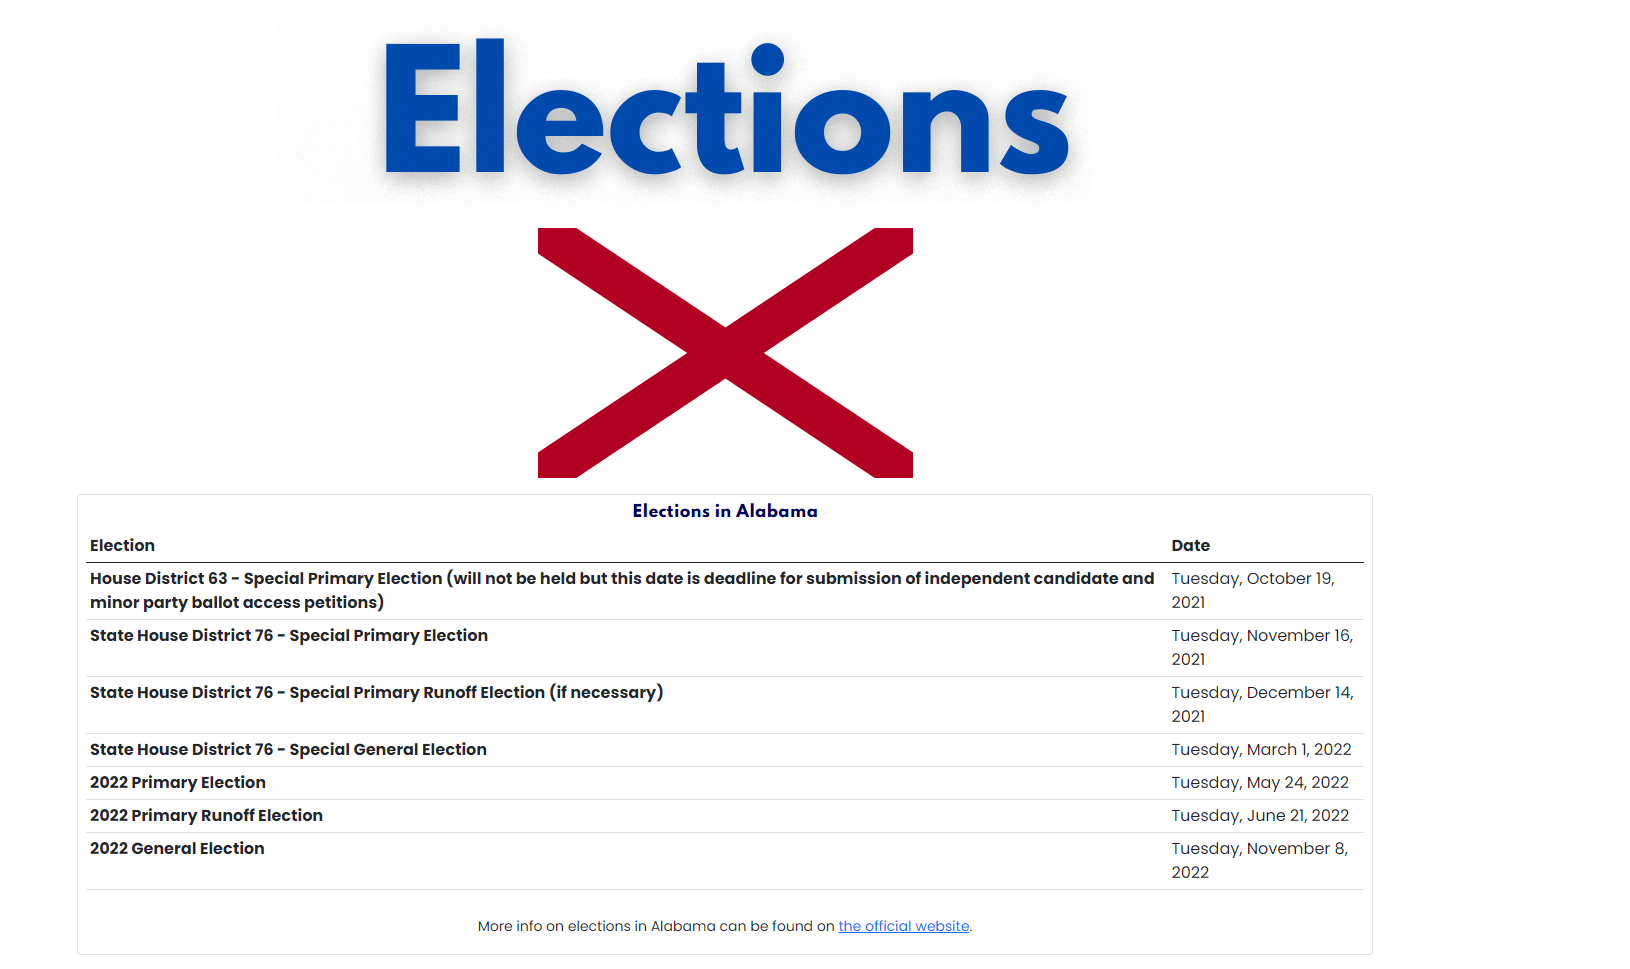 Elections
Elections in Alabama
Election Date
House District 63 - Special Primary Election (will not be held but this date is deadline for submission of independent candidate and
minor party ballot access petitions)
Tuesday, October 19,
2021
State House District 76 - Special Primary Election
Tuesday, November 16,
2021
State House District 76 - Special Primary Runoff Election (if necessary)
Tuesday, December 14,
2021
State House District 76 - Special General Election
Tuesday, March 1, 2022
2022 Primary Election
Tuesday, May 24, 2022
2022 Primary Runoff Election
Tuesday, June 21, 2022
2022 General Election
Tuesday, November 8,
2022
More info on elections in Alabama can be found on the official website.